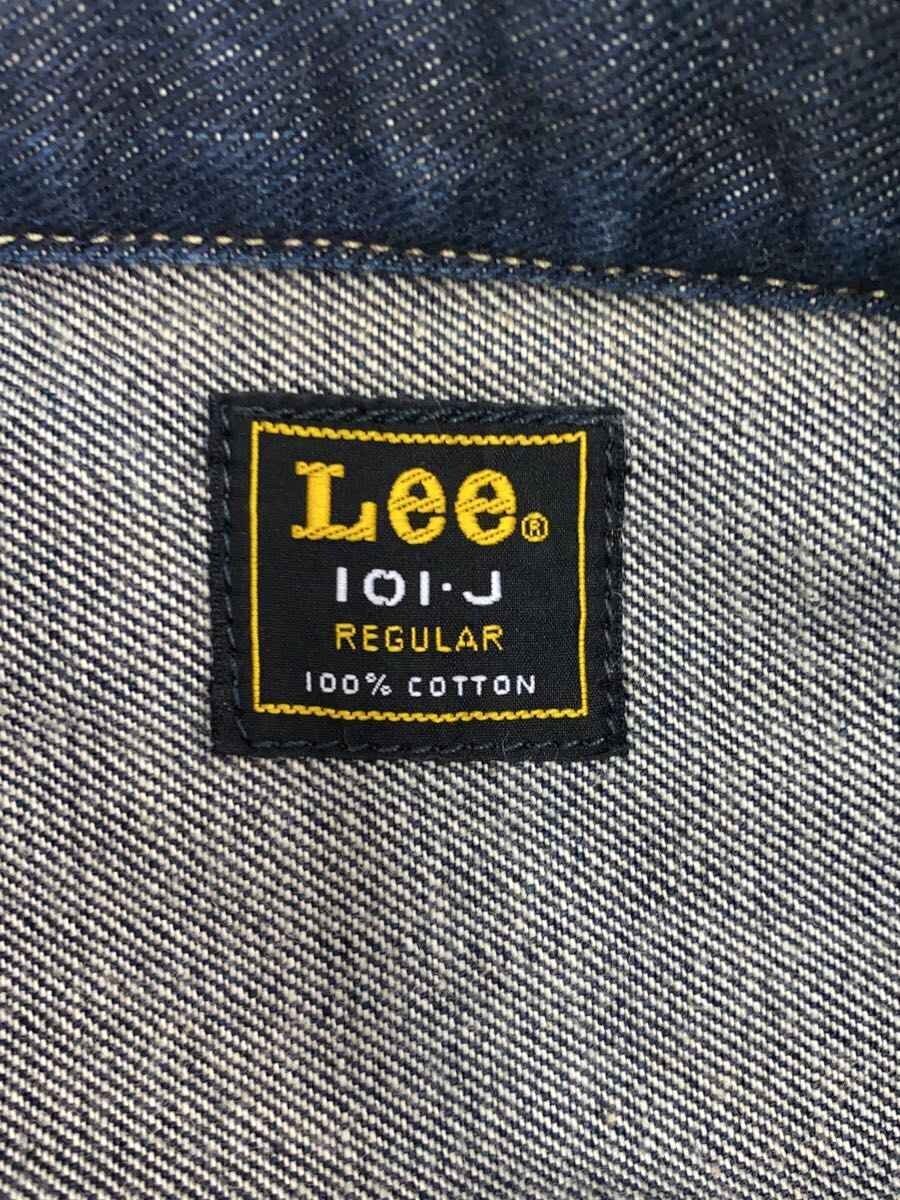 Lee®
101·J
REGULAR
100% COTTON